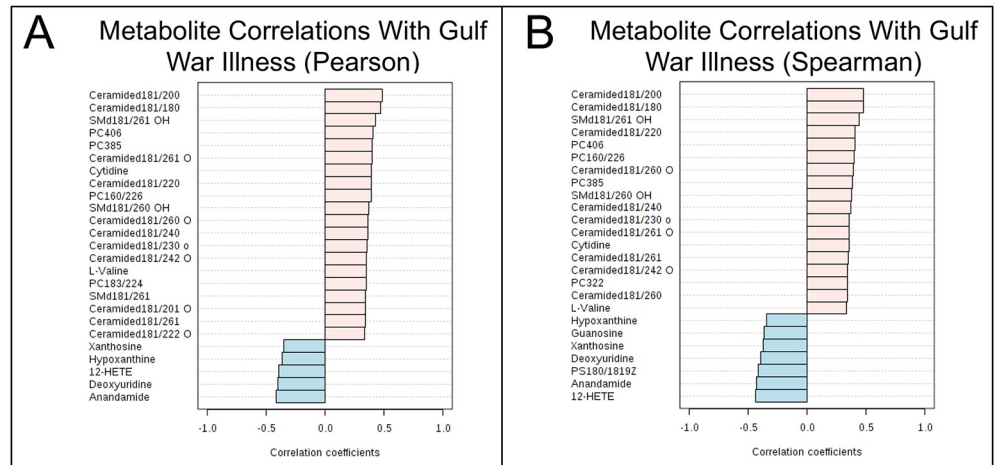 A
Metabolite Correlations With Gulf
War Illness (Pearson)
Ceramided181/200
Ceramided181/180
SMd181/261 OH
PC406
PC385
Ceramided181/261 O
Cytidine
Ceramided181/220
PC160/226
SMd181/260 OH
Ceramided181/260 O
Ceramided181/240
Ceramided181/230 o
Ceramided181/242 O
L-Valine
PC183/224
SMd181/261
Ceramided181/201 O
Ceramided181/261
Ceramided181/222 O
Xanthosine
Hypoxanthine
12-HETE
Deoxyuridine
Anandamide
-1.0 -0.5 0.0 0.5 1.0
Correlation coefficients
B
Metabolite Correlations With Gulf
War Illness (Spearman)
Ceramided181/200
Ceramided181/180
SMd181/261 OH
Ceramided181/220
PC406
PC160/226
Ceramided181/260 O
PC385
SMd181/260 OH
Ceramided181/240
Ceramided181/230 o
Ceramided181/261 O
Cytidine
Ceramided181/261
Ceramided181/242 O
PC322
Ceramided181/260
L-Valine
Hypoxanthine
Guanosine
Xanthosine
Deoxyuridine
PS180/1819Z
Anandamide
12-HETE
-1.0 -0.5 0.0 0.5 1.0
Correlation coefficients